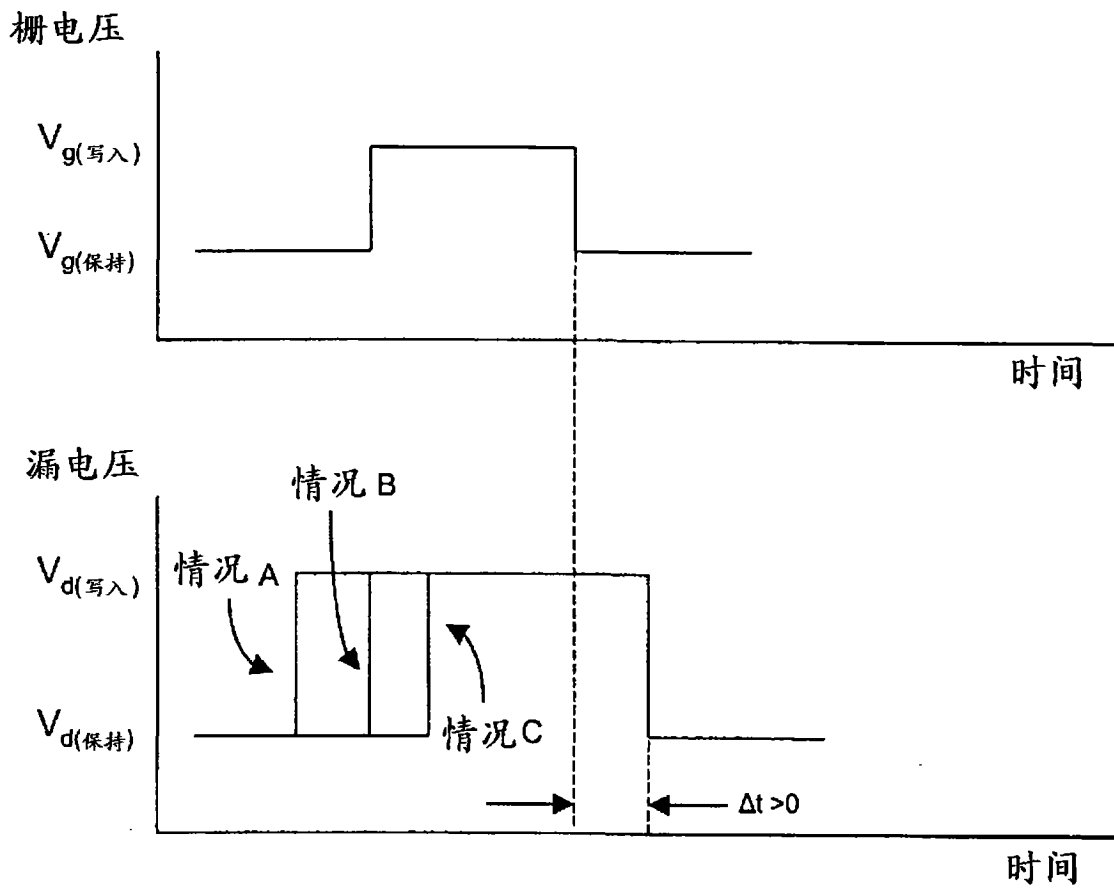 栅电压
Vg(写入)
Vg(保持)
时间
漏电压
情况 B
情况 A
Vd(写入)
Vd(保持)
情况 C
Δt >0
时间